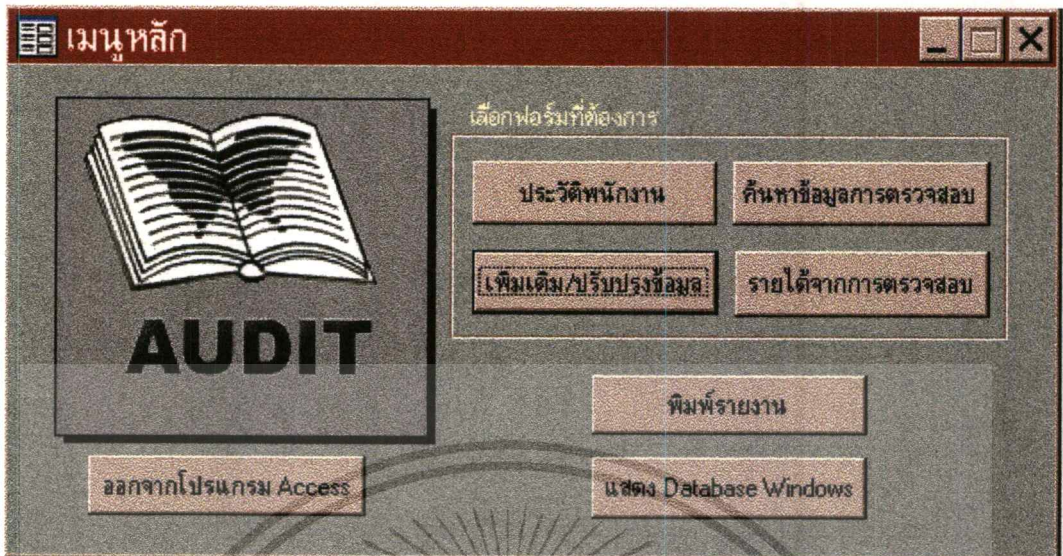 เมนูหลัก
เลือกฟอร์มที่ต้องการ
ประวัติพนักงาน
ค้นหาข้อมูลการตรวจสอบ
เพิ่มเติม/ปรับปรุงข้อมูล
รายได้จากการตรวจสอบ
AUDIT
พิมพ์รายงาน
ออกจากโปรแกรม Access
แสดง Database Windows